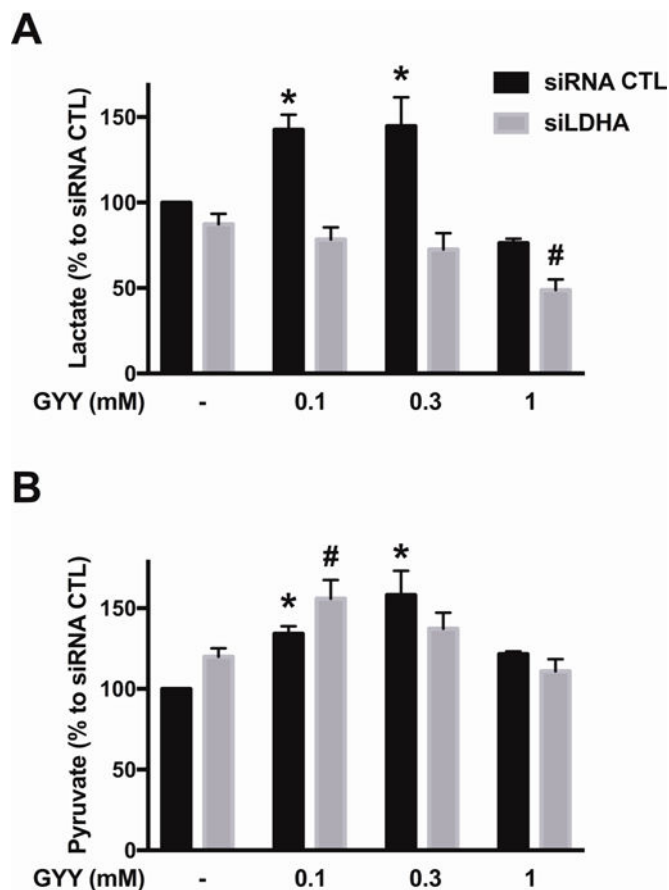 A
Lactate (% to siRNA CTL)
150
100
50
0
*
*
#
siRNA CTL
siLDHA
GYY (mM) - 0.1 0.3 1
B
Pyruvate (% to siRNA CTL)
150
100
50
0
*
#
*
GYY (mM) - 0.1 0.3 1